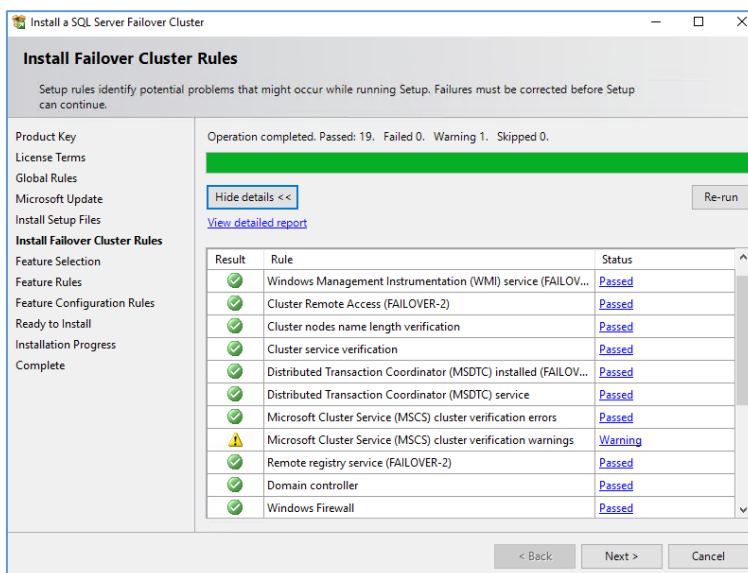 Install a SQL Server Failover Cluster
Install Failover Cluster Rules
Setup rules identify potential problems that might occur while running Setup. Failures must be corrected before Setup
can continue.
Product Key
License Terms
Global Rules
Microsoft Update
Install Setup Files
Install Failover Cluster Rules
Feature Selection
Feature Rules
Feature Configuration Rules
Ready to Install
Installation Progress
Complete
Operation completed. Passed: 19. Failed 0. Warning 1. Skipped 0.
Hide details <<
Re-run
View detailed report
Result Rule Status
Windows Management Instrumentation (WMI) service (FAILOV... Passed
Cluster Remote Access (FAILOVER-2) Passed
Cluster nodes name length verification Passed
Cluster service verification Passed
Distributed Transaction Coordinator (MSDTC) installed (FAILOV... Passed
Distributed Transaction Coordinator (MSDTC) service Passed
Microsoft Cluster Service (MSCS) cluster verification errors Passed
Microsoft Cluster Service (MSCS) cluster verification warnings Warning
Remote registry service (FAILOVER-2) Passed
Domain controller Passed
Windows Firewall Passed
< Back Next > Cancel